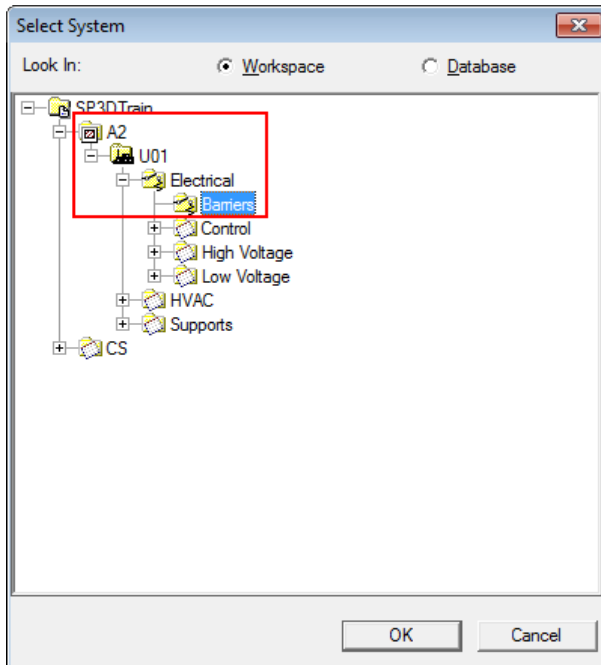 Select System
Look In: Workspace Database
SP3DTrain
A2
U01
Electrical
Barriers
Control
High Voltage
Low Voltage
HVAC
Supports
CS
OK Cancel